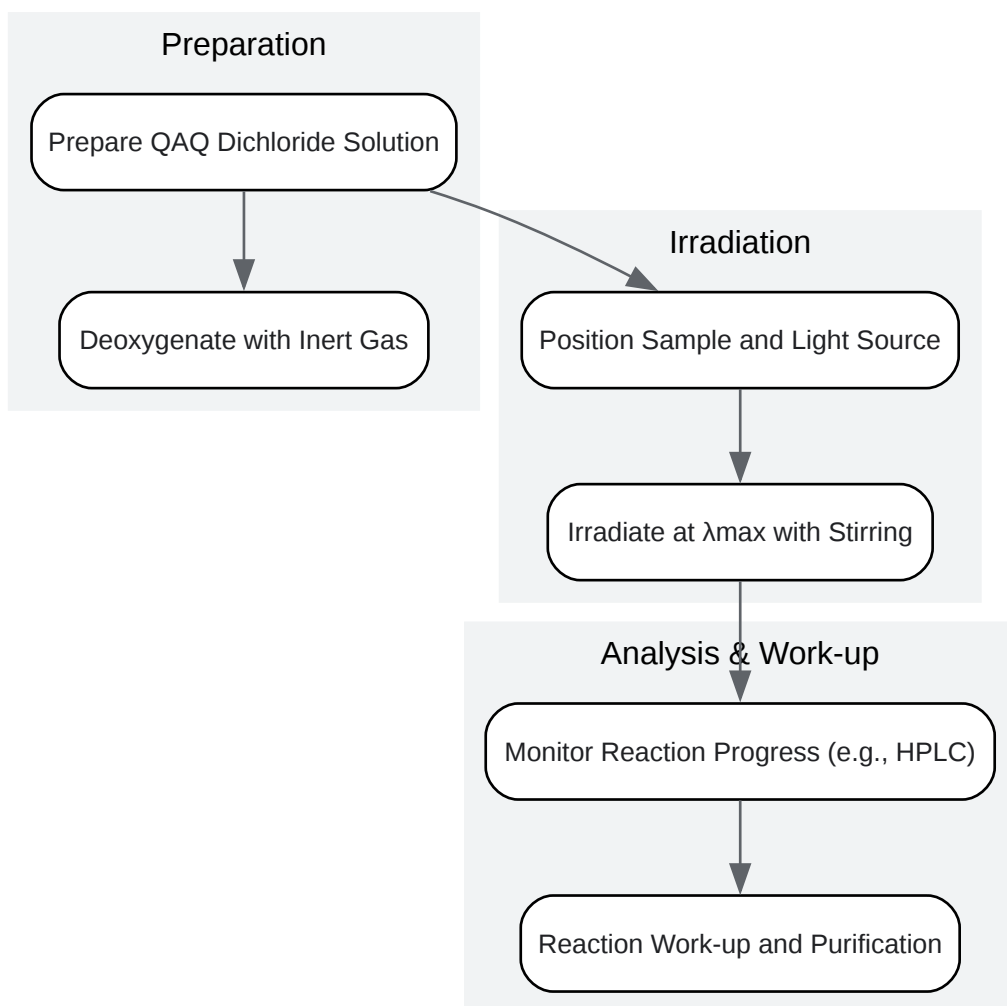 Preparation
Prepare QAQ Dichloride Solution
Deoxygenate with Inert Gas
Irradiation
Position Sample and Light Source
Irradiate at λmax with Stirring
Analysis & Work-up
Monitor Reaction Progress (e.g., HPLC)
Reaction Work-up and Purification